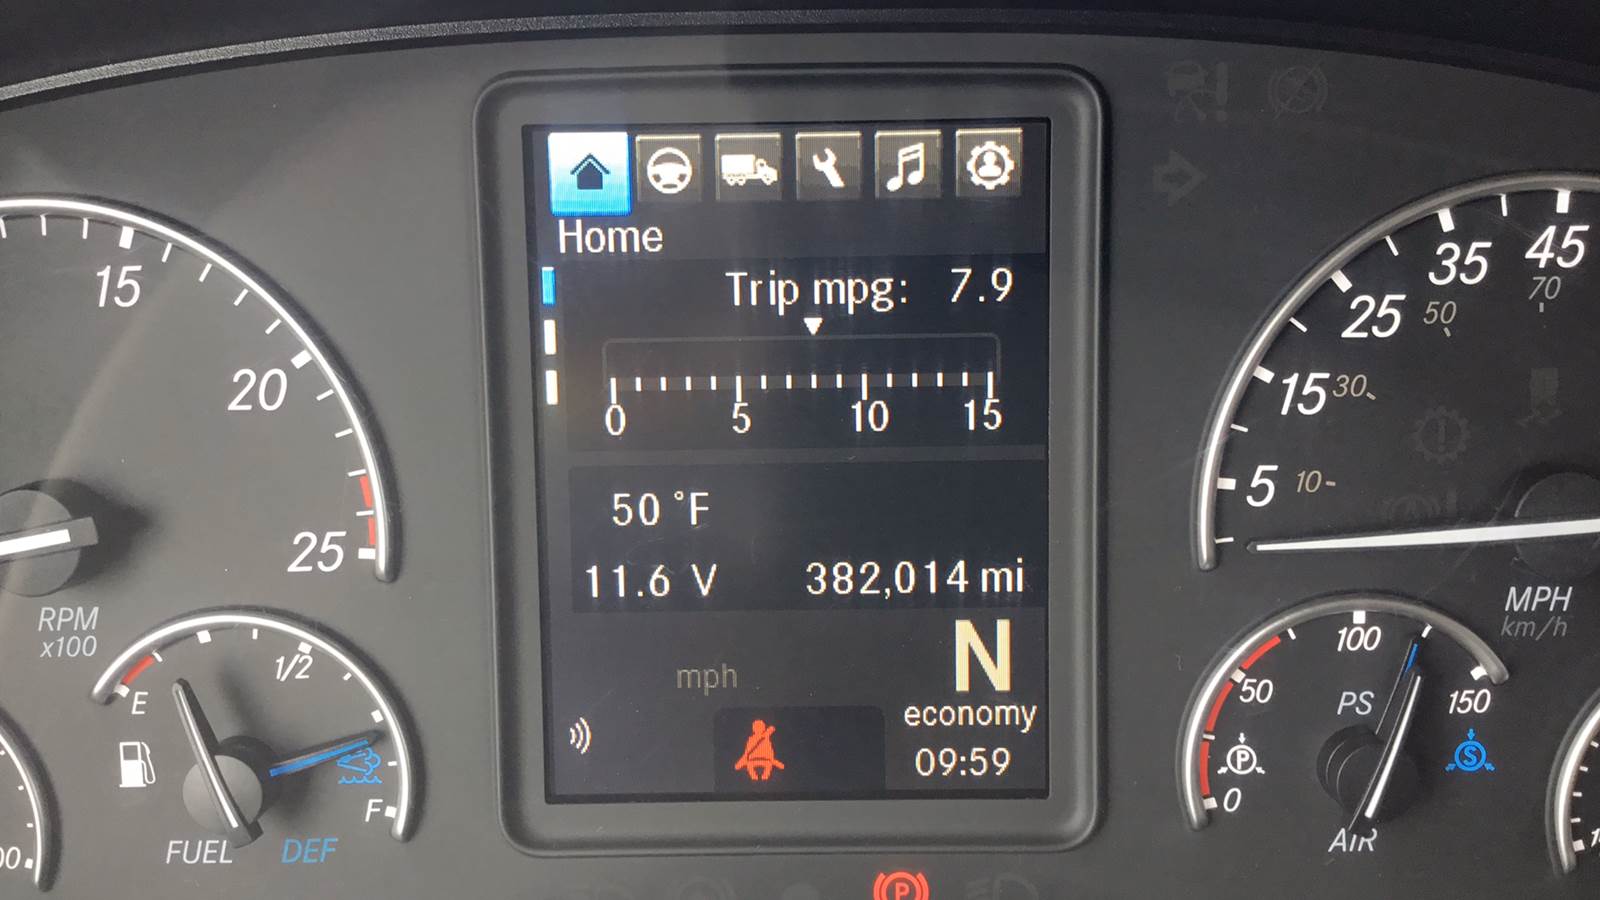 Home
Trip mpg: 7.9
0 5 10 15
50 °F
11.6 V 382,014 mi
mph
N
economy
09:59
15
20
25
RPM
x100
E 1/2 F
FUEL DEF
5 15 25 35 45
10 30 50 70
MPH
km/h
0 50 100 150
PS
P
S
AIR
P